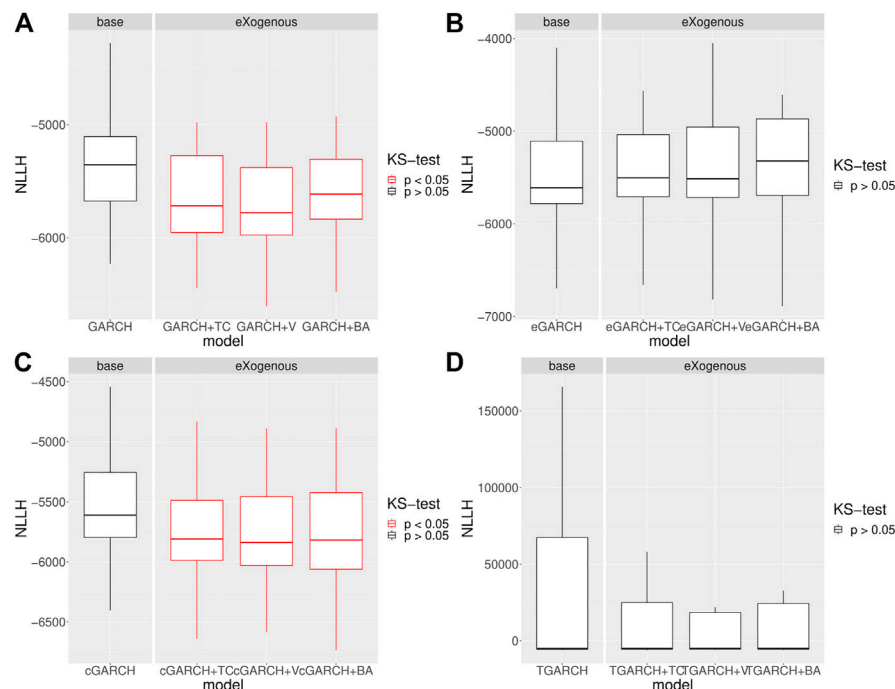 A
base
eXogenous
NLLH
−5000
−6000
GARCH
GARCH+TC
GARCH+V
GARCH+BA
model
KS−test
p < 0.05
p > 0.05
B
base
eXogenous
NLLH
−4000
−5000
−6000
−7000
eGARCH
eGARCH+TC
eGARCH+V
eGARCH+BA
model
KS−test
p > 0.05
C
base
eXogenous
NLLH
−4500
−5000
−5500
−6000
−6500
cGARCH
cGARCH+TC
cGARCH+V
cGARCH+BA
model
KS−test
p < 0.05
p > 0.05
D
base
eXogenous
NLLH
150000
100000
50000
0
TGARCH
TGARCH+TC
TGARCH+V
TGARCH+BA
model
KS−test
p > 0.05